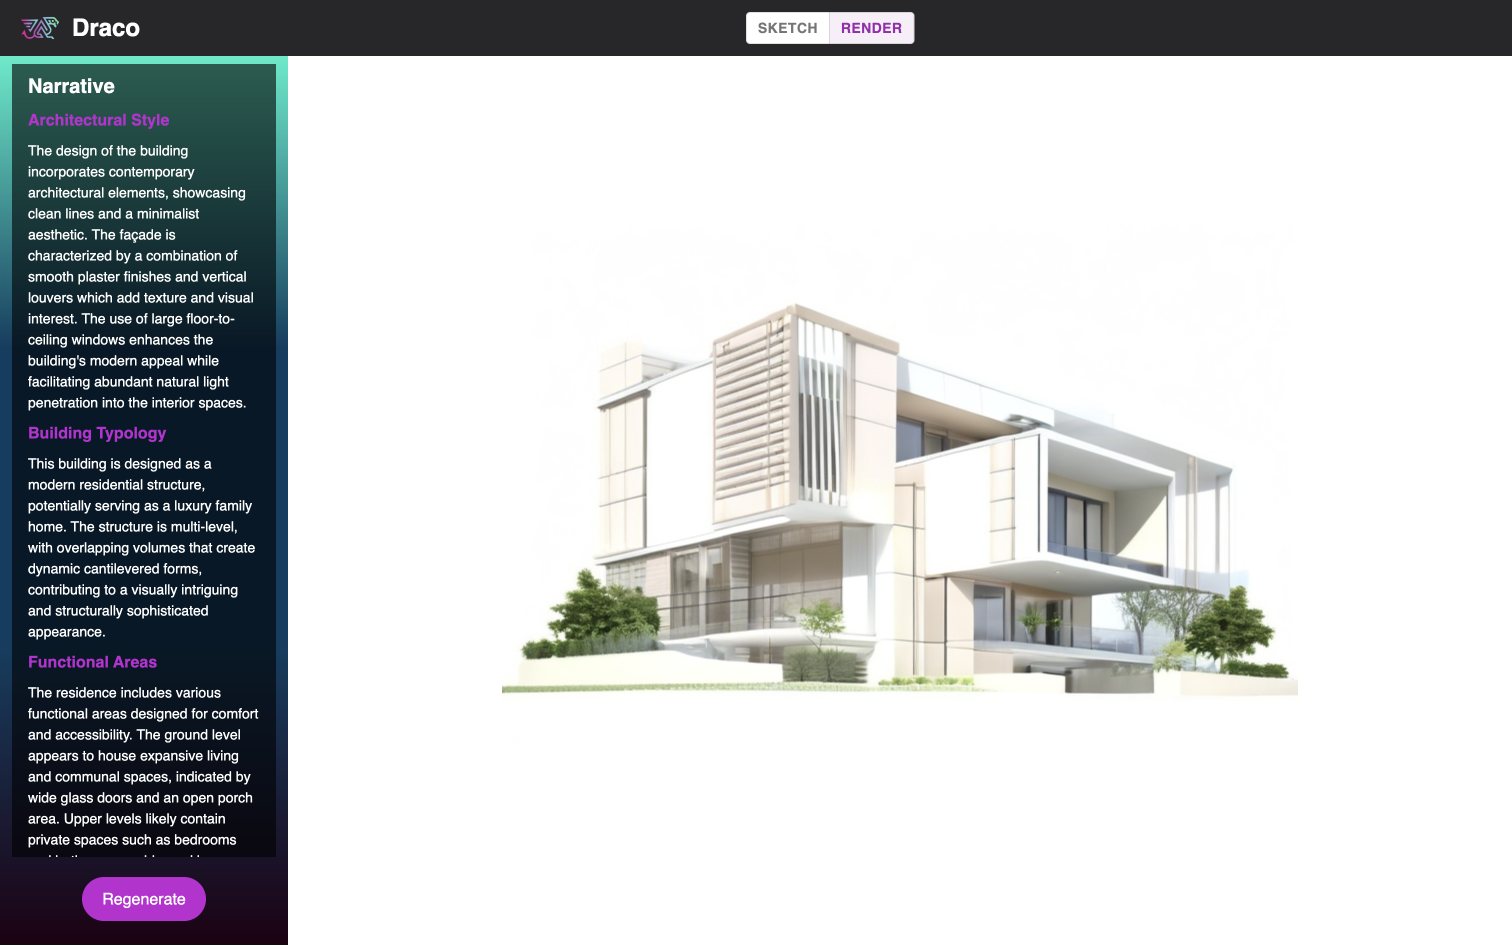 Draco
SKETCH RENDER
Narrative
Architectural Style
The design of the building
incorporates contemporary
architectural elements, showcasing
clean lines and a minimalist
aesthetic. The façade is
characterized by a combination of
smooth plaster finishes and vertical
louvers which add texture and visual
interest. The use of large floor-to-
ceiling windows enhances the
building's modern appeal while
facilitating abundant natural light
penetration into the interior spaces.
Building Typology
This building is designed as a
modern residential structure,
potentially serving as a luxury family
home. The structure is multi-level,
with overlapping volumes that create
dynamic cantilevered forms,
contributing to a visually intriguing
and structurally sophisticated
appearance.
Functional Areas
The residence includes various
functional areas designed for comfort
and accessibility. The ground level
appears to house expansive living
and communal spaces, indicated by
wide glass doors and an open porch
area. Upper levels likely contain
private spaces such as bedrooms
Regenerate